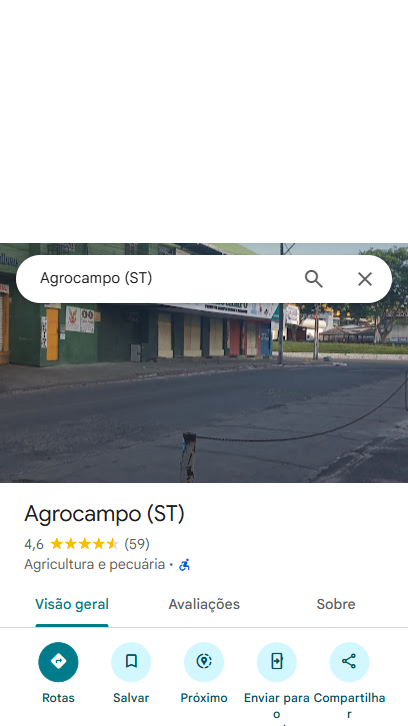 Agrocampo (ST)
Agrocampo (ST)
4,6 (59)
Agricultura e pecuária ·
Visão geral
Avaliações
Sobre
Rotas
Salvar
Próximo
Enviar para o
Compartilhar